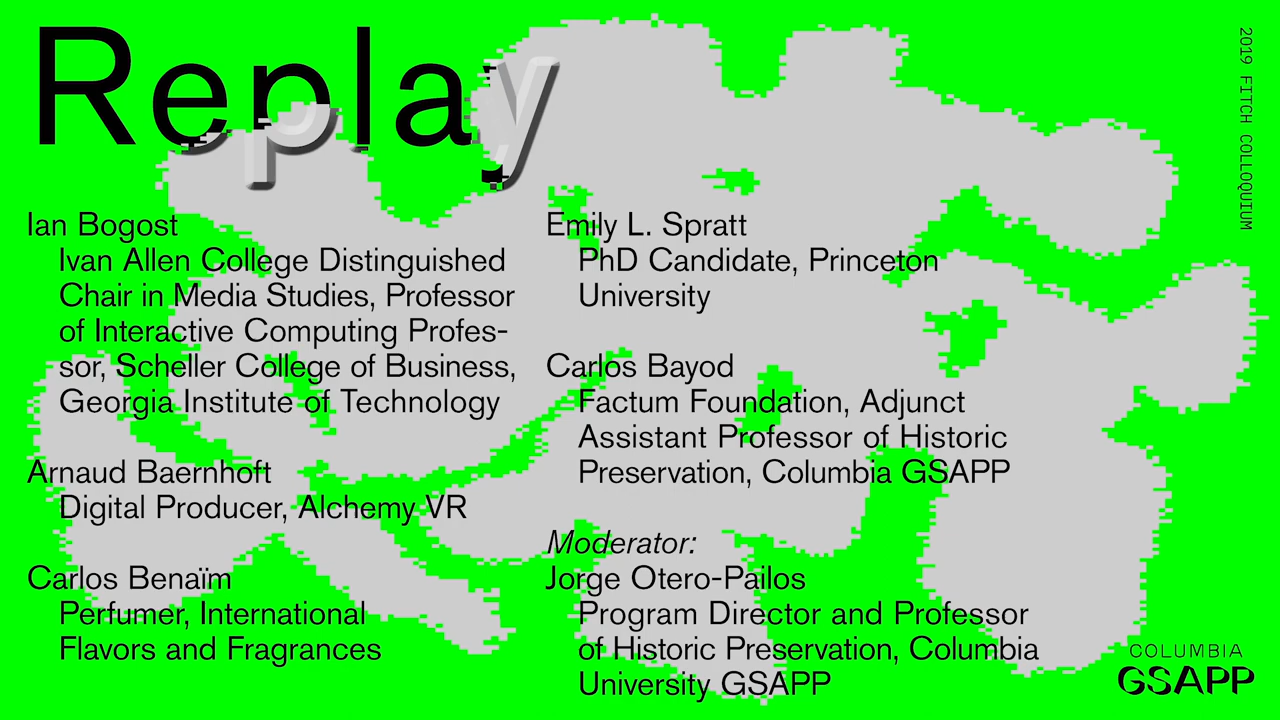 Replay
2019 FITCH COLLOQUIUM
Ian Bogost
Ivan Allen College Distinguished
Chair in Media Studies, Professor
of Interactive Computing Profes-
sor, Scheller College of Business,
Georgia Institute of Technology
Arnaud Baernhoft
Digital Producer, Alchemy VR
Carlos Benaïm
Perfumer, International
Flavors and Fragrances
Emily L. Spratt
PhD Candidate, Princeton
University
Carlos Bayod
Factum Foundation, Adjunct
Assistant Professor of Historic
Preservation, Columbia GSAPP
Moderator:
Jorge Otero-Pailos
Program Director and Professor
of Historic Preservation, Columbia
University GSAPP
COLUMBIA
GSAPP